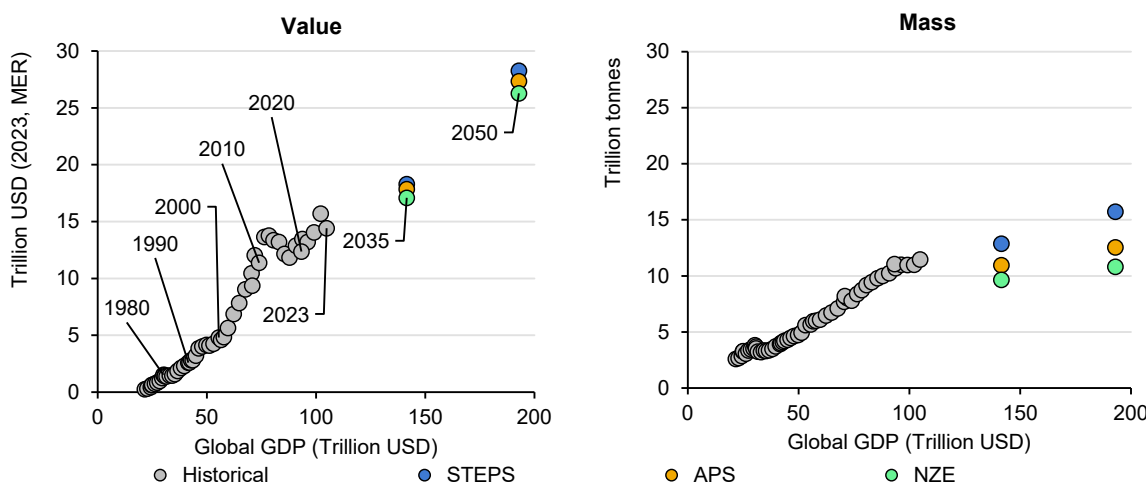 Value
Trillion USD (2023, MER)
30
25
20
15
10
5
0
0 50 100 150 200
Global GDP (Trillion USD)
1980
1990
2000
2010
2020
2023
2035
2050
Mass
Trillion tonnes
30
25
20
15
10
5
0
0 50 100 150 200
Global GDP (Trillion USD)
Historical STEPS APS NZE